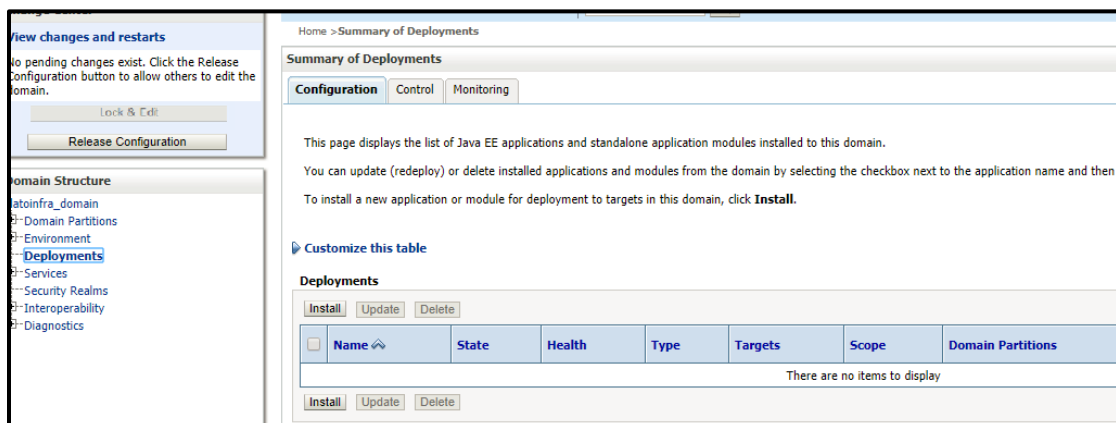 View changes and restarts
No pending changes exist. Click the Release
Configuration button to allow others to edit the
domain.
Lock & Edit
Release Configuration
Domain Structure
latoinfra_domain
Domain Partitions
Environment
Deployments
Services
Security Realms
Interoperability
Diagnostics
Home >Summary of Deployments
Summary of Deployments
Configuration Control Monitoring
This page displays the list of Java EE applications and standalone application modules installed to this domain.
You can update (redeploy) or delete installed applications and modules from the domain by selecting the checkbox next to the application name and then
To install a new application or module for deployment to targets in this domain, click Install.
Customize this table
Deployments
Install Update Delete
Name State Health Type Targets Scope Domain Partitions
There are no items to display
Install Update Delete